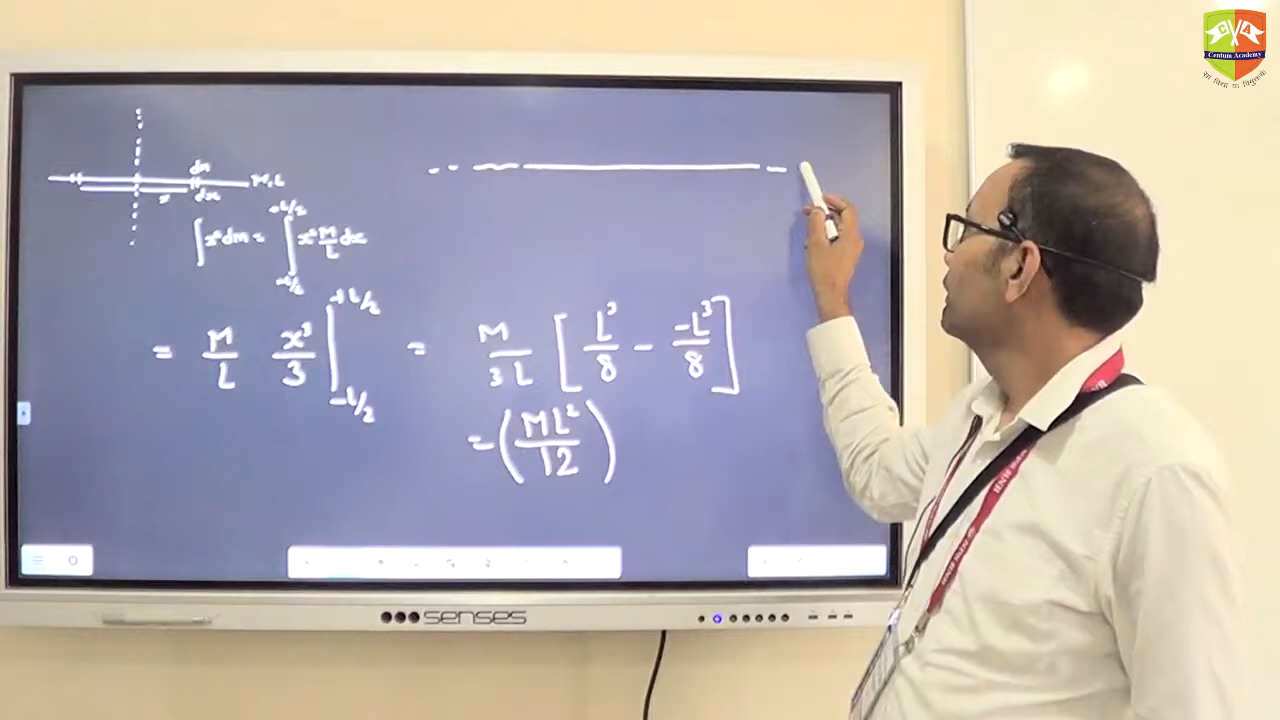 C A
Centum Academy
dm
M, L
x
dx
∫x²dm = ∫_{-L/2}^{+L/2} x² M/L dx
= M/L x³/3 |_{-L/2}^{+L/2} = M/3L [L³/8 - -L³/8]
= (ML²/12)
senses